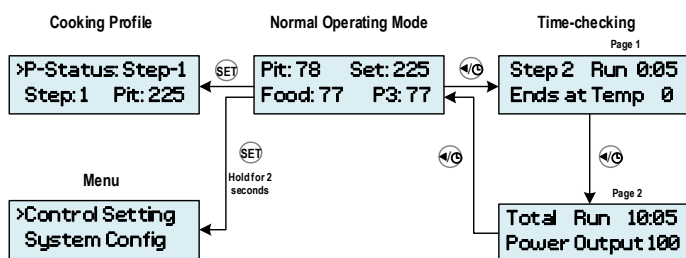 Cooking Profile
Normal Operating Mode
Time-checking
Page 1
>P-Status: Step-1
Step: 1 Pit: 225
SET
Pit: 78 Set: 225
Food: 77 P3: 77
Step 2 Run 0:05
Ends at Temp 0
SET
Hold for 2
seconds
Menu
>Control Setting
System Config
Page 2
Total Run 10:05
Power Output 100